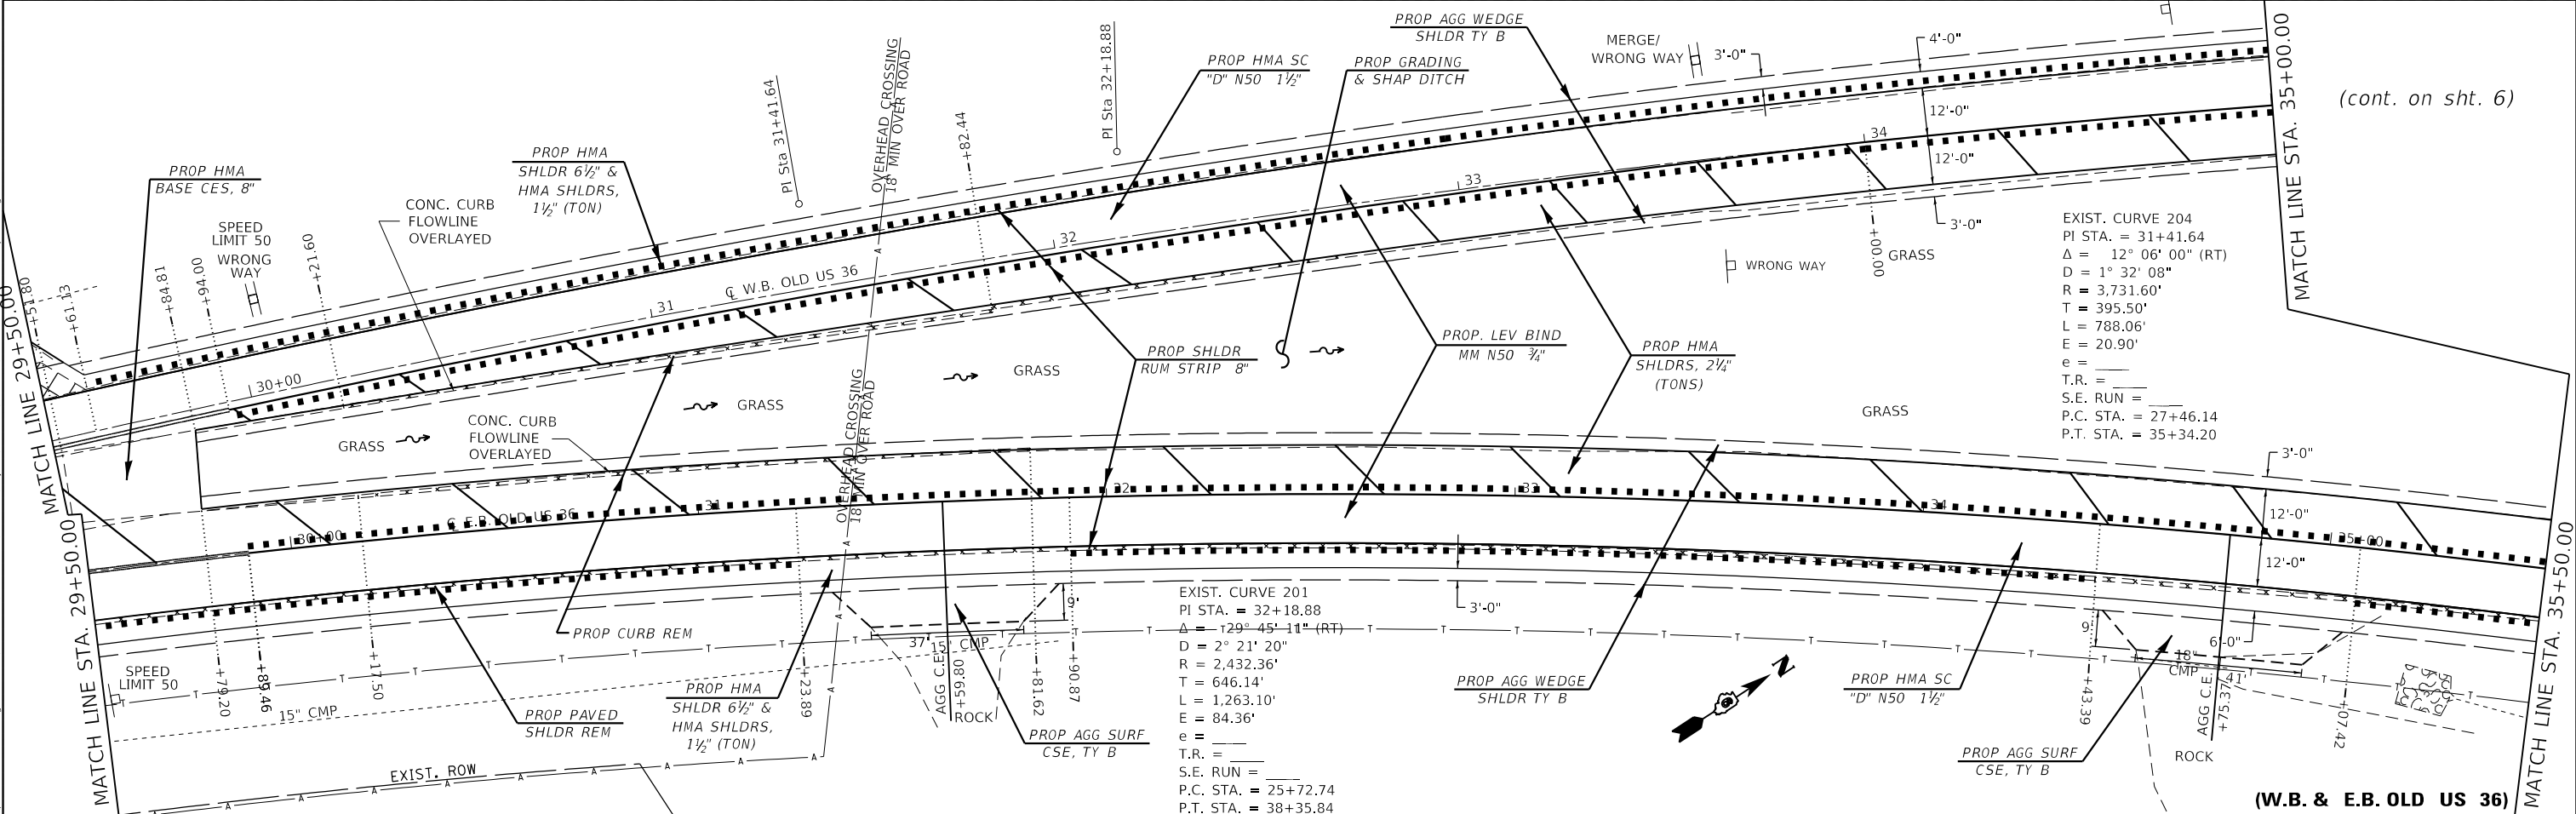 PROP AGG WEDGE
SHLDR TY B
MERGE/
WRONG WAY
3'-0"
4'-0"
MATCH LINE STA. 35+00.00
(cont. on sht. 6)
PROP HMA SC
"D" N50 1½"
PROP GRADING
& SHAP DITCH
PI Sta 32+18.88
PI Sta 31+41.64
OVERHEAD CROSSING
18' MIN OVER ROAD
+82.44
PROP HMA
SHLDR 6½" &
HMA SHLDRS,
1½" (TON)
PROP HMA
BASE CES, 8"
CONC. CURB
FLOWLINE
OVERLAYED
SPEED
LIMIT 50
WRONG
WAY
+51.80
+61.13
+84.81
+94.00
+21.60
12'-0"
12'-0"
3'-0"
34
33
32
31
30+00
℄ W.B. OLD US 36
+00.00
GRASS
WRONG WAY
EXIST. CURVE 204
PI STA. = 31+41.64
Δ = 12° 06' 00" (RT)
D = 1° 32' 08"
R = 3,731.60'
T = 395.50'
L = 788.06'
E = 20.90'
e = ____
T.R. = ____
S.E. RUN = ____
P.C. STA. = 27+46.14
P.T. STA. = 35+34.20
MATCH LINE STA. 29+50.00
PROP SHLDR
RUM STRIP 8"
PROP. LEV BIND
MM N50 ¾"
PROP HMA
SHLDRS, 2¼"
(TONS)
GRASS
GRASS
GRASS
GRASS
CONC. CURB
FLOWLINE
OVERLAYED
OVERHEAD CROSSING
18' MIN OVER ROAD
℄ E.B. OLD US 36
30+00
31
32
33
34
35+00
3'-0"
12'-0"
12'-0"
6'-0"
3'-0"
MATCH LINE STA. 29+50.00
MATCH LINE STA. 35+50.00
PROP CURB REM
SPEED
LIMIT 50
+79.20
+89.46
+17.50
15" CMP
PROP PAVED
SHLDR REM
PROP HMA
SHLDR 6½" &
HMA SHLDRS,
1½" (TON)
+23.89
37'
15" CMP
9'
AGG C.E.
ROCK
+81.62
+90.87
PROP AGG SURF
CSE, TY B
EXIST. CURVE 201
PI STA. = 32+18.88
Δ = 29° 45' 11" (RT)
D = 2° 21' 20"
R = 2,432.36'
T = 646.14'
L = 1,263.10'
E = 84.36'
e = ____
T.R. = ____
S.E. RUN = ____
P.C. STA. = 25+72.74
P.T. STA. = 38+35.84
PROP AGG WEDGE
SHLDR TY B
N
PROP HMA SC
"D" N50 1½"
PROP AGG SURF
CSE, TY B
9'
18"
CMP
41'
+43.39
AGG C.E.
+75.37
+07.42
ROCK
EXIST. ROW
(W.B. & E.B. OLD US 36)